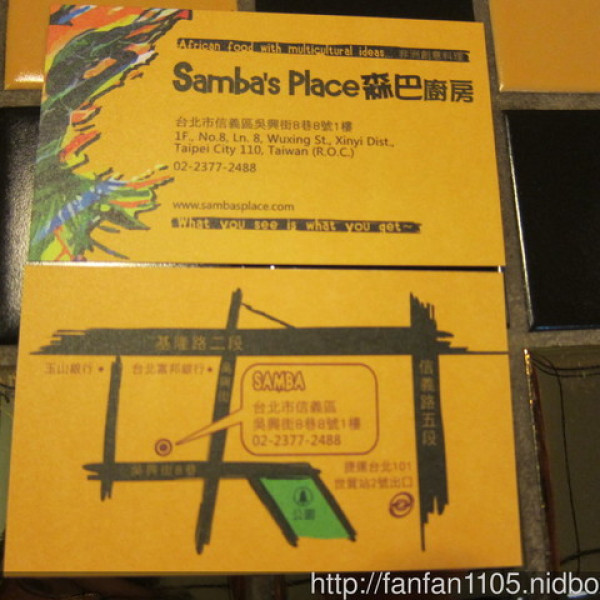 African food with multicultural ideas... 非洲創意料理
Samba's Place 森巴廚房
台北市信義區吳興街8巷8號1樓
1F., No.8, Ln. 8, Wuxing St., Xinyi Dist.,
Taipei City 110, Taiwan (R.O.C.)
02-2377-2488
www.sambasplace.com
What you see is what you get~
基隆路二段
玉山銀行
台北富邦銀行
吳興街
信義路五段
SAMBA
台北市信義區
吳興街8巷8號1樓
02-2377-2488
吳興街8巷
捷運台北101
世貿站2號出口
公園
http://fanfan1105.nidbo